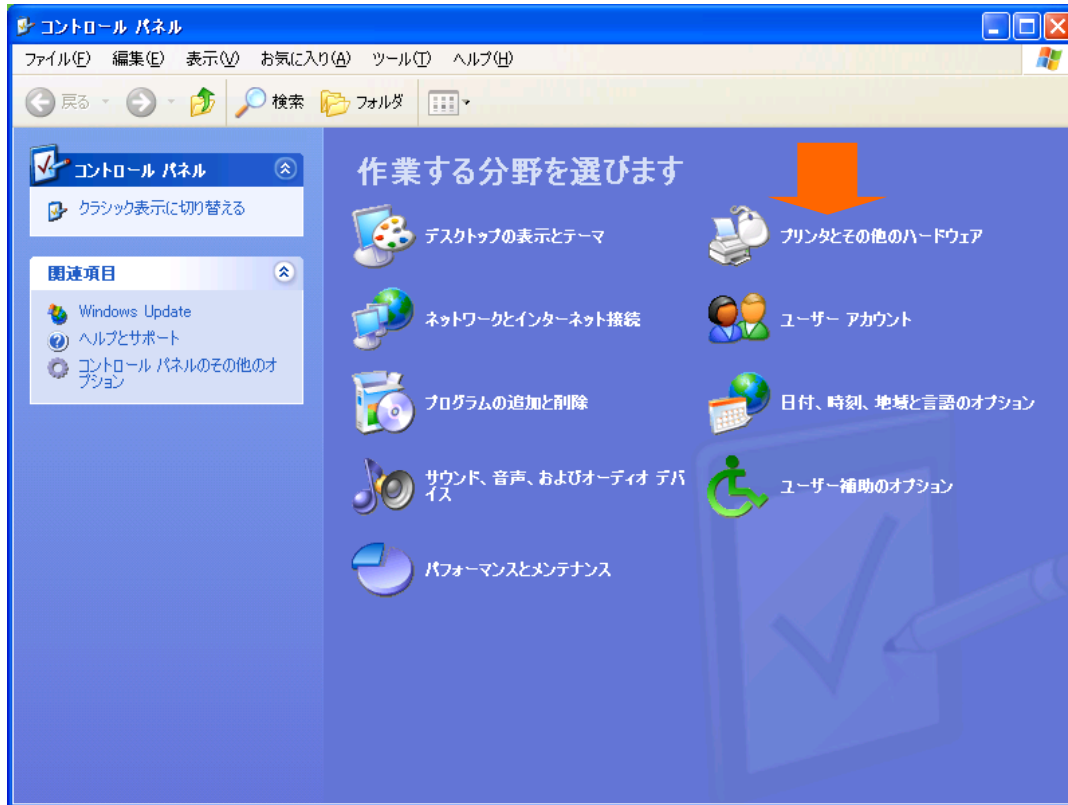 コントロール パネル
ファイル(F) 編集(E) 表示(V) お気に入り(A) ツール(T) ヘルプ(H)
戻る 検索 フォルダ
コントロール パネル
クラシック表示に切り替える
関連項目
Windows Update
ヘルプとサポート
コントロール パネルのその他のオ
プション
作業する分野を選びます
デスクトップの表示とテーマ
プリンタとその他のハードウェア
ネットワークとインターネット接続
ユーザー アカウント
プログラムの追加と削除
日付、時刻、地域と言語のオプション
サウンド、音声、およびオーディオ デバ
イス
ユーザー補助のオプション
パフォーマンスとメンテナンス